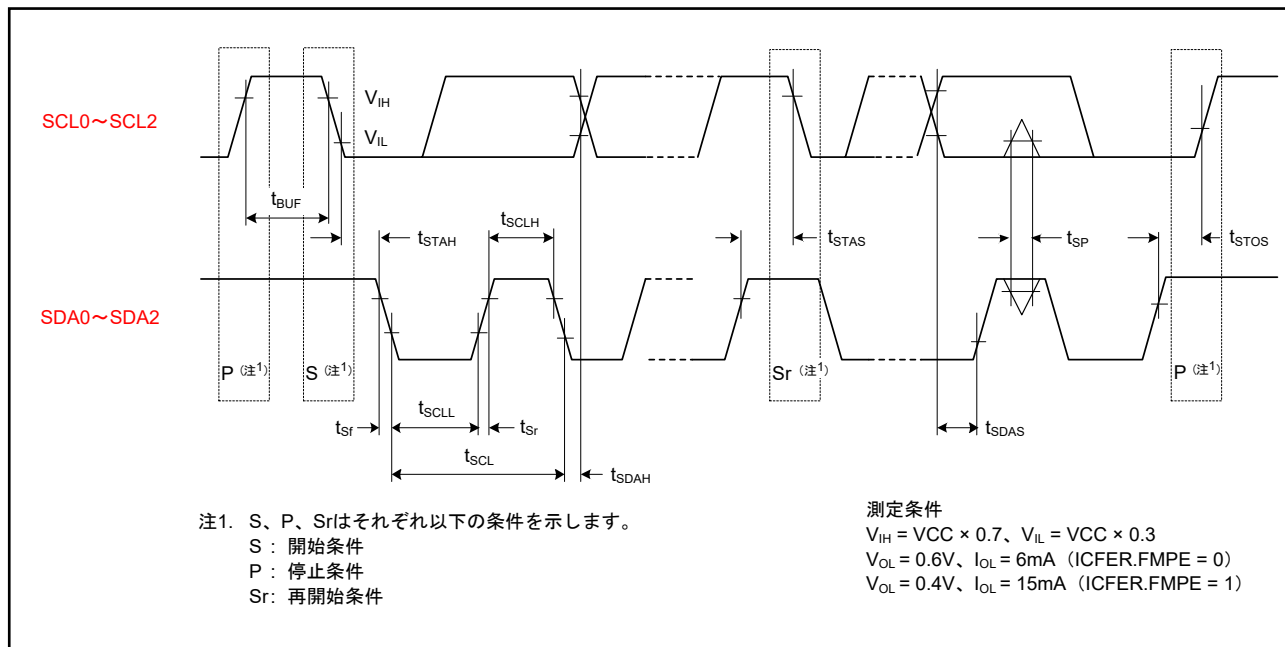 SCL0～SCL2
VIH
VIL
tBUF
tSTAH
tSCLH
tSTAS
tSP
tSTOS
SDA0～SDA2
P（注1）
S（注1）
Sr（注1）
P（注1）
tSf
tSCLL
tSr
tSDAS
tSCL
tSDAH
注1. S、P、Srはそれぞれ以下の条件を示します。
S : 開始条件
P : 停止条件
Sr: 再開始条件
測定条件
VIH = VCC × 0.7、VIL = VCC × 0.3
VOL = 0.6V、IOL = 6mA（ICFER.FMPE = 0）
VOL = 0.4V、IOL = 15mA（ICFER.FMPE = 1）